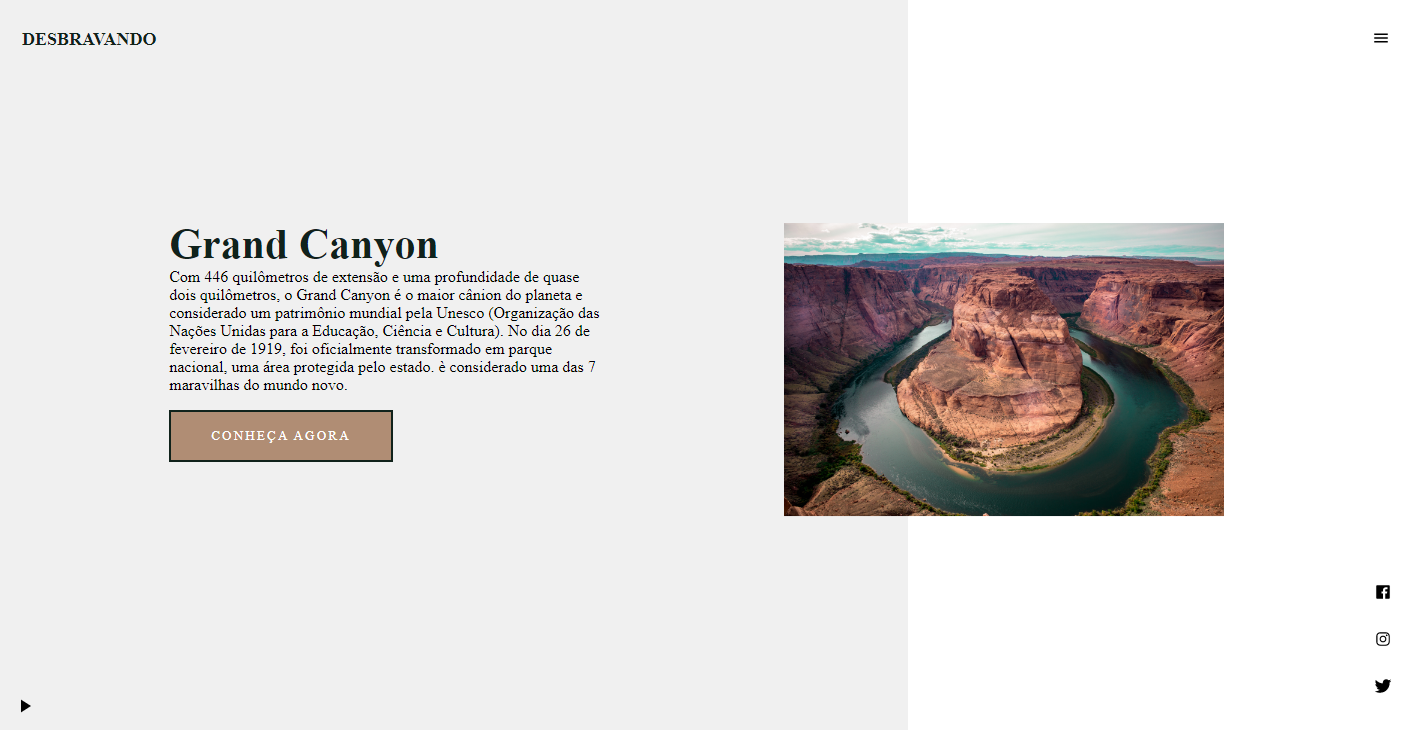 DESBRAVANDO
Grand Canyon
Com 446 quilômetros de extensão e uma profundidade de quase
dois quilômetros, o Grand Canyon é o maior cânion do planeta e
considerado um patrimônio mundial pela Unesco (Organização das
Nações Unidas para a Educação, Ciência e Cultura). No dia 26 de
fevereiro de 1919, foi oficialmente transformado em parque
nacional, uma área protegida pelo estado. è considerado uma das 7
maravilhas do mundo novo.
CONHEÇA AGORA